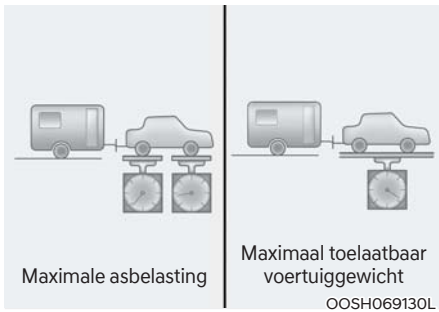 Maximale asbelasting
Maximaal toelaatbaar
voertuiggewicht
OOSH069130L